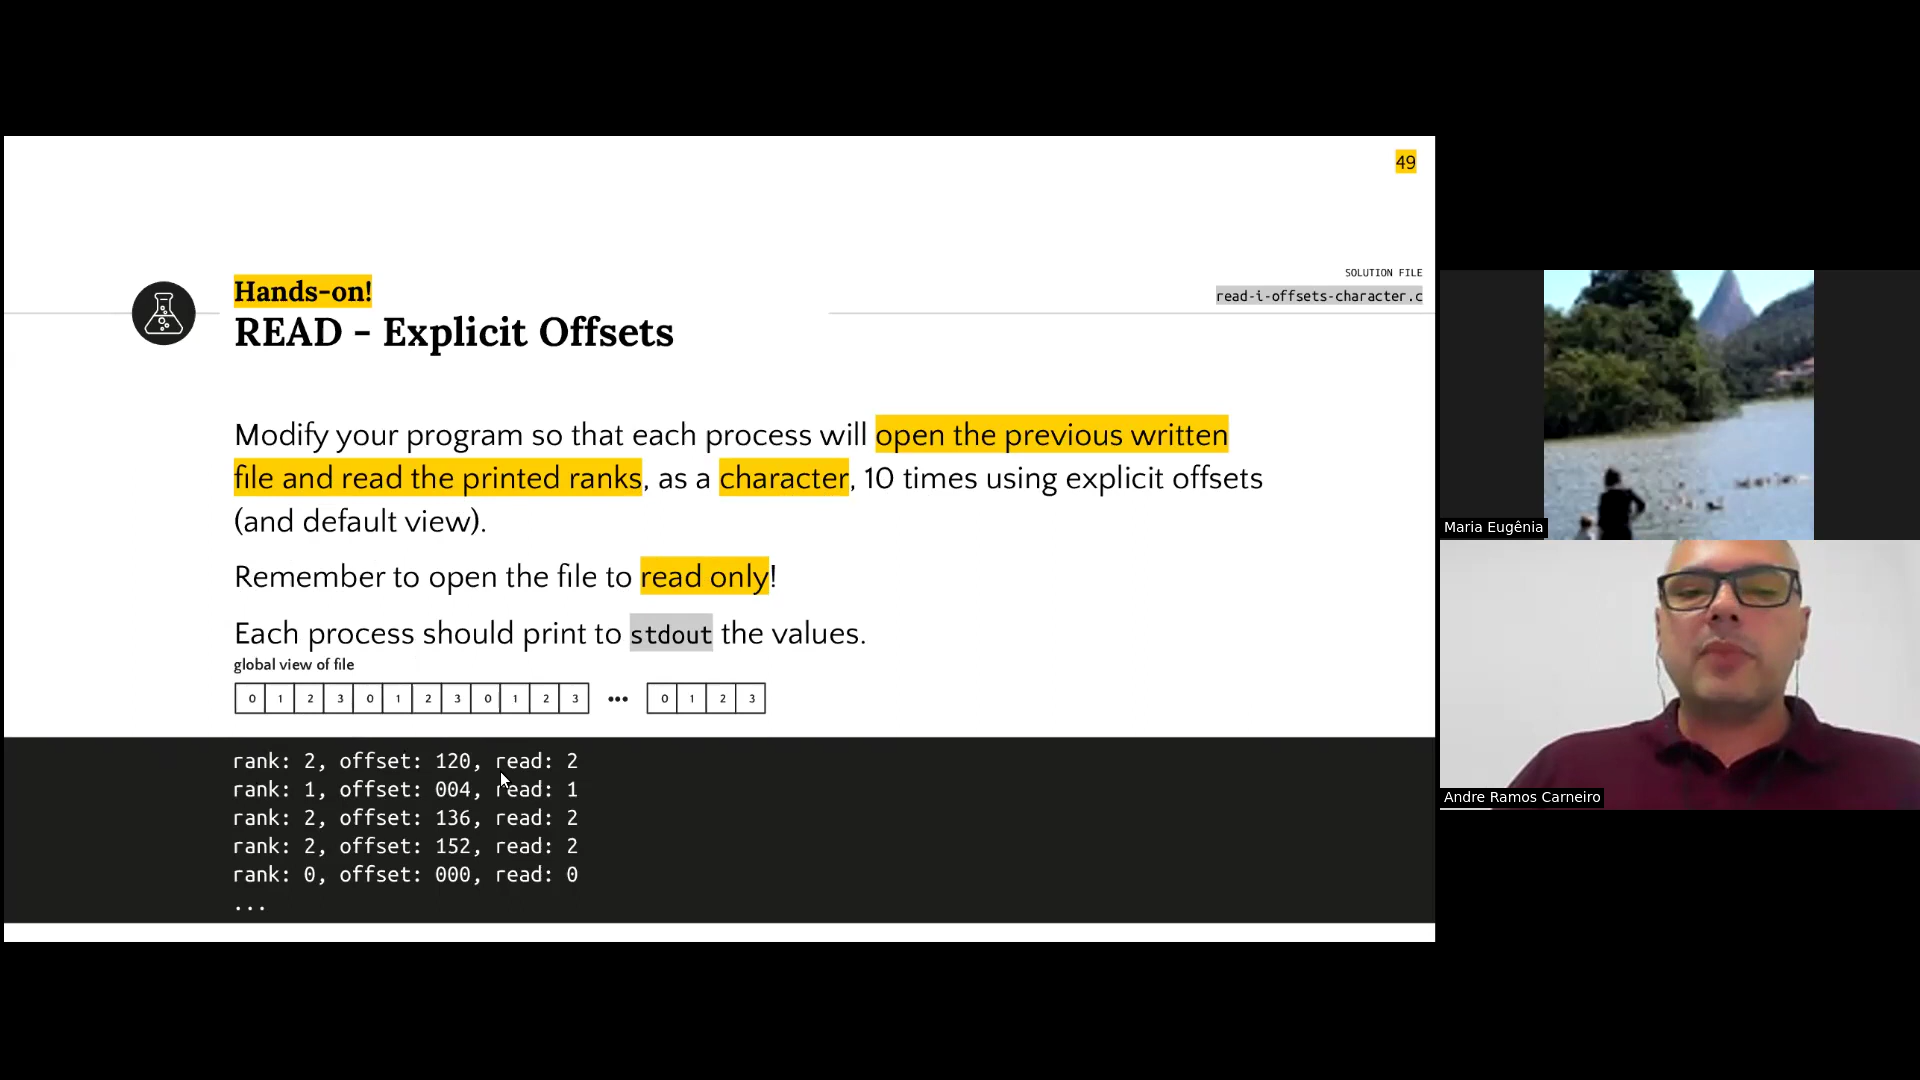 49
SOLUTION FILE
read-i-offsets-character.c
Hands-on!
READ - Explicit Offsets
Modify your program so that each process will open the previous written
file and read the printed ranks, as a character, 10 times using explicit offsets
(and default view).
Remember to open the file to read only!
Each process should print to stdout the values.
global view of file
0 1 2 3 0 1 2 3 0 1 2 3 ••• 0 1 2 3
rank: 2, offset: 120, read: 2
rank: 1, offset: 004, read: 1
rank: 2, offset: 136, read: 2
rank: 2, offset: 152, read: 2
rank: 0, offset: 000, read: 0
...
Maria Eugênia
Andre Ramos Carneiro